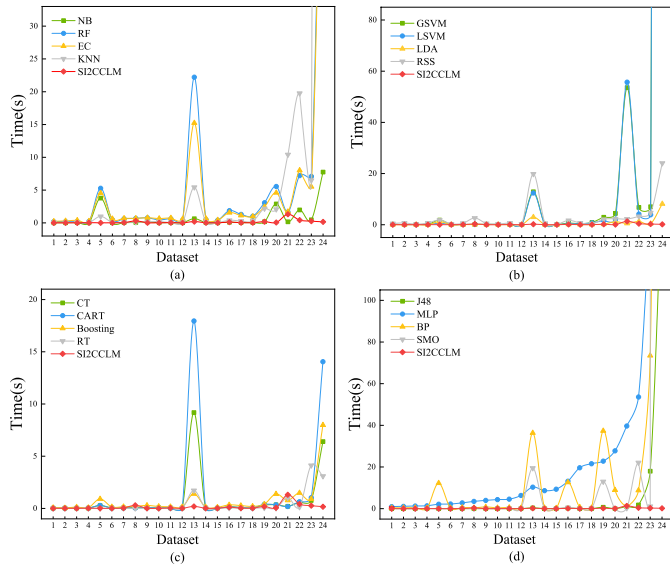 NB
RF
EC
KNN
SI2CCLM
Time(s)
30
25
20
15
10
5
0
1 2 3 4 5 6 7 8 9 10 11 12 13 14 15 16 17 18 19 20 21 22 23 24
Dataset
(a)
GSVM
LSVM
LDA
RSS
SI2CCLM
Time(s)
80
60
40
20
0
1 2 3 4 5 6 7 8 9 10 11 12 13 14 15 16 17 18 19 20 21 22 23 24
Dataset
(b)
CT
CART
Boosting
RT
SI2CCLM
Time(s)
20
15
10
5
0
1 2 3 4 5 6 7 8 9 10 11 12 13 14 15 16 17 18 19 20 21 22 23 24
Dataset
(c)
J48
MLP
BP
SMO
SI2CCLM
Time(s)
100
80
60
40
20
0
1 2 3 4 5 6 7 8 9 10 11 12 13 14 15 16 17 18 19 20 21 22 23 24
Dataset
(d)